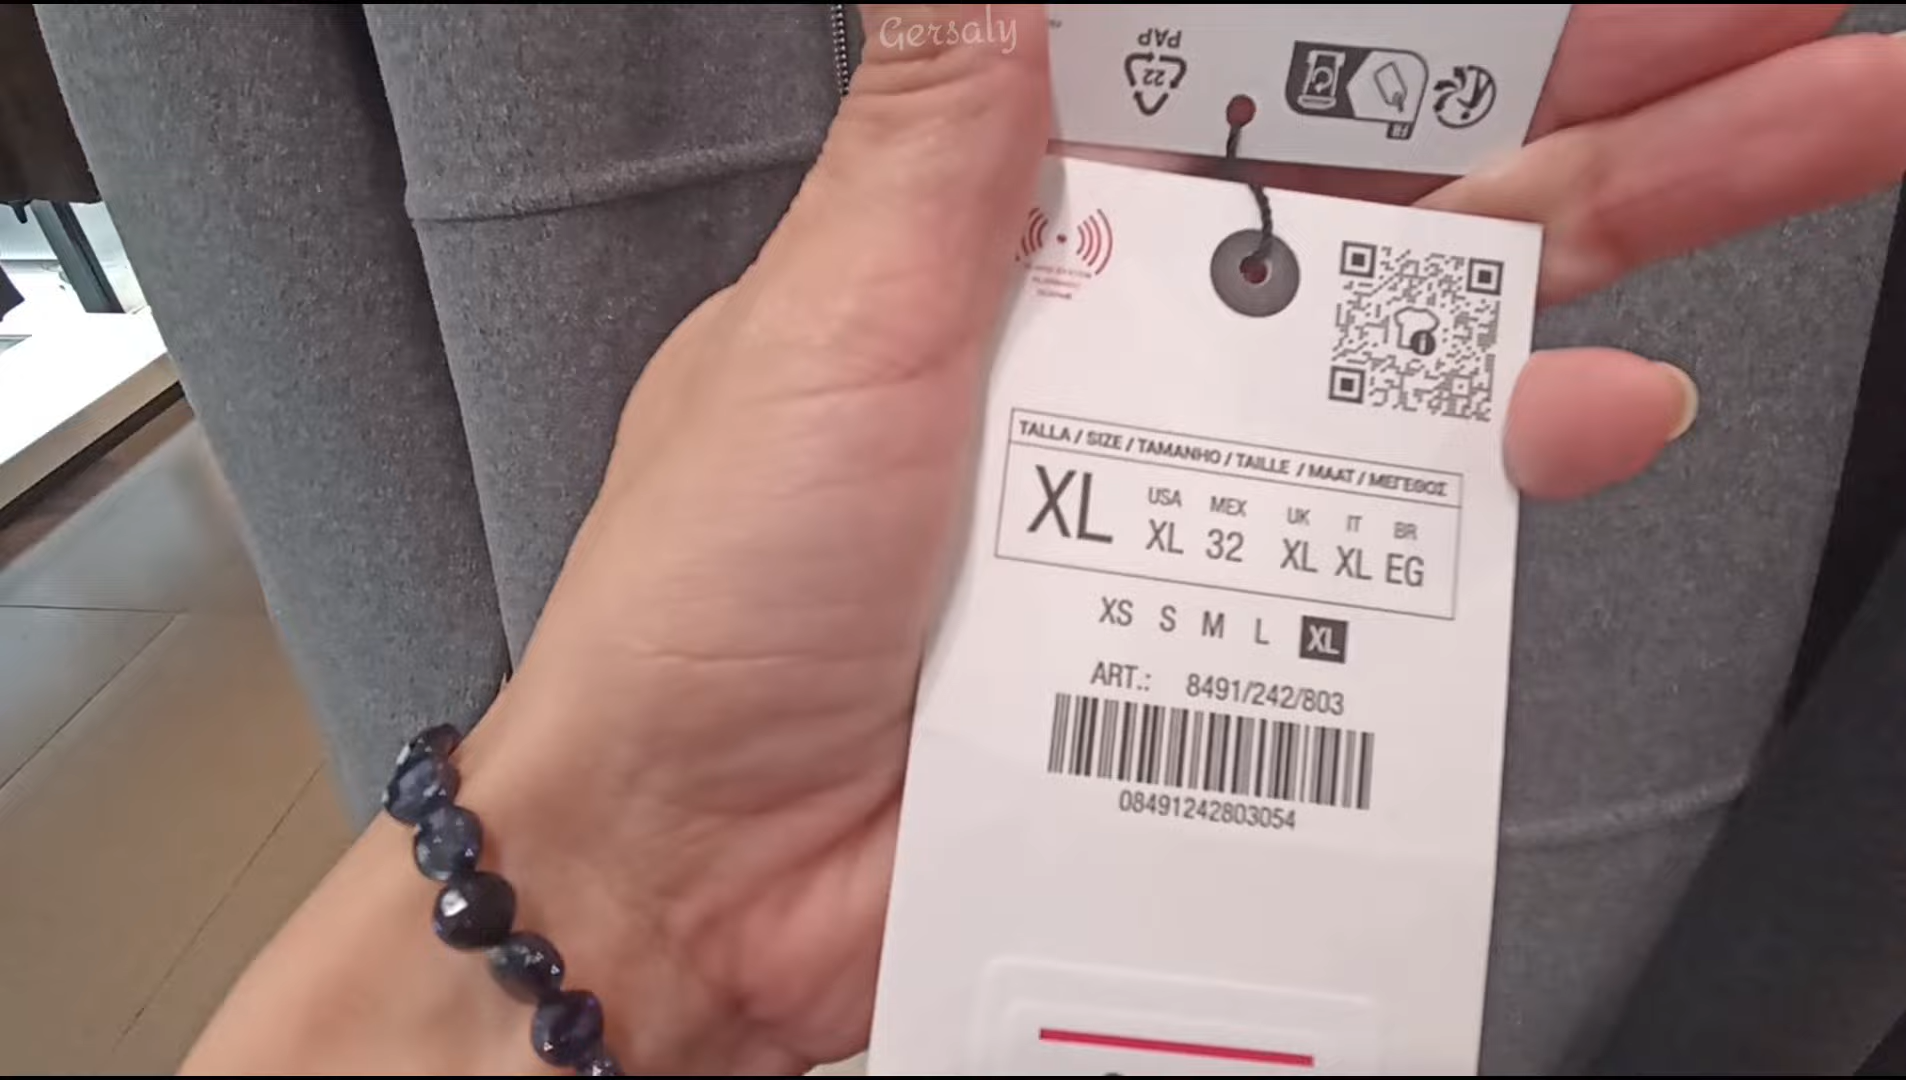 Gersaly
PAP
22
FR
TALLA / SIZE / TAMANHO / TAILLE / MAAT / ΜΕΓΕΘΟΣ
XL
USA MEX UK IT BR
XL 32 XL XL EG
XS S M L XL
ART.: 8491/242/803
08491242803054